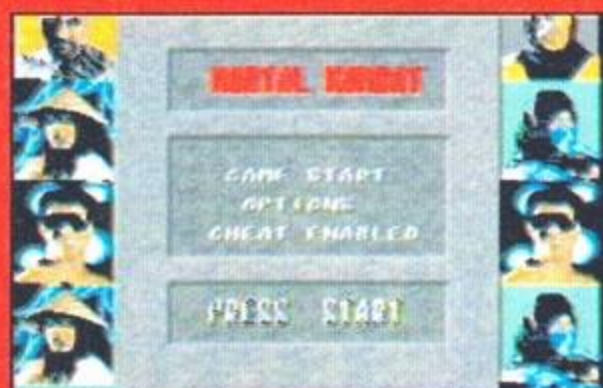 MORTAL KOMBAT
GAME START
OPTIONS
CHEAT ENABLED
PRESS START